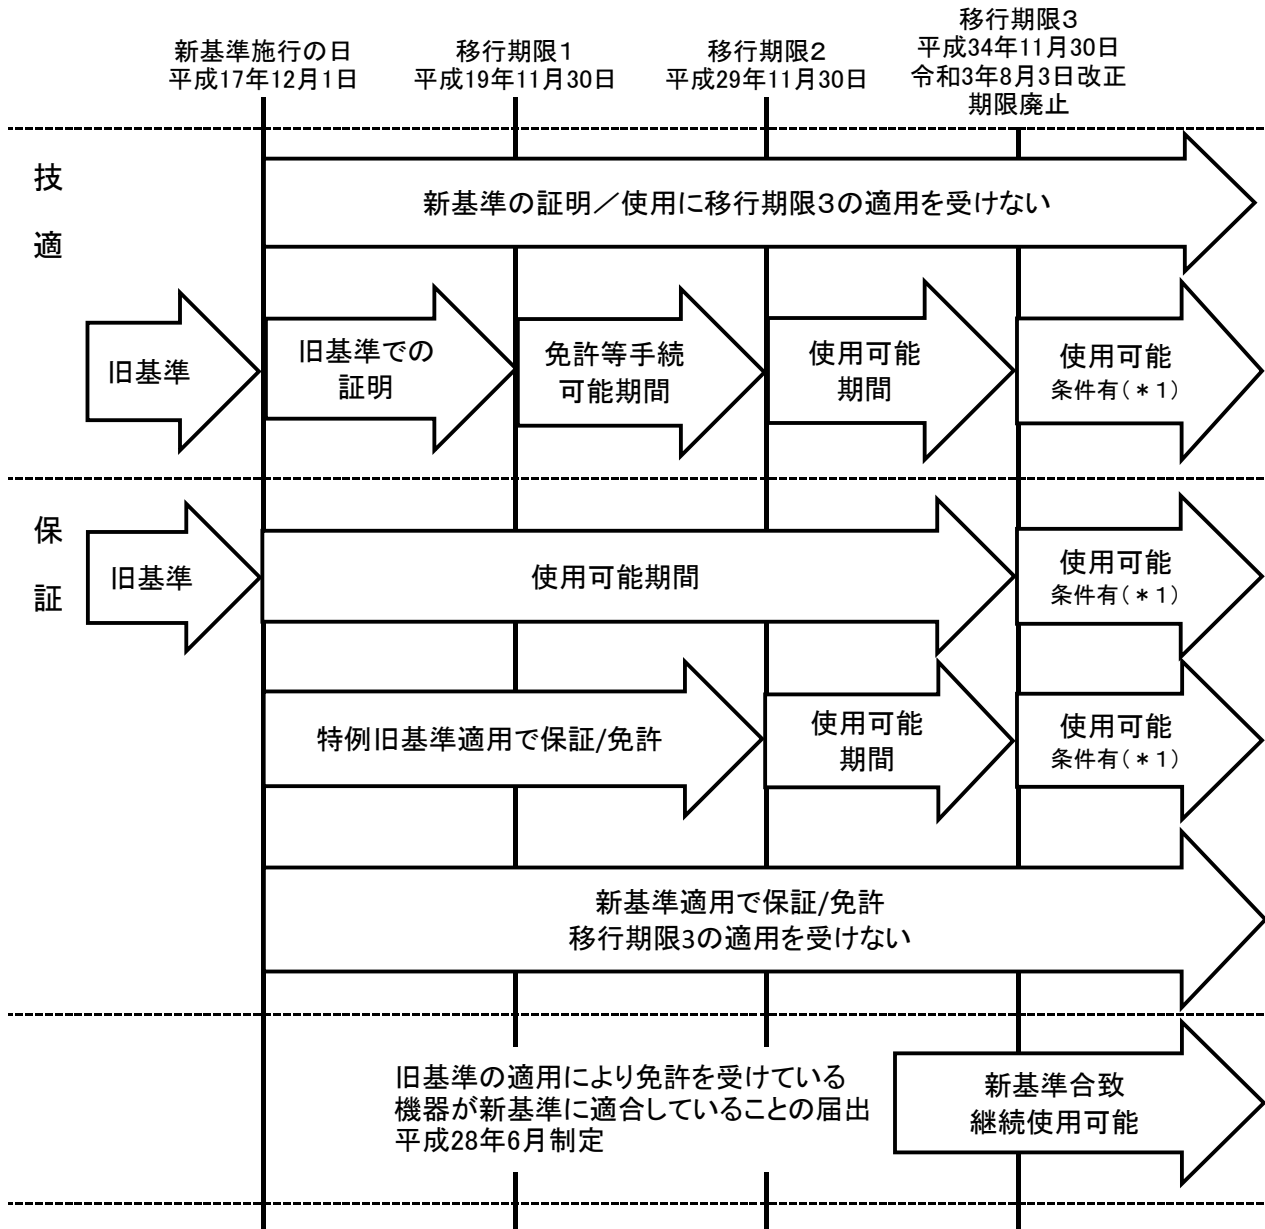 新基準施行の日
平成17年12月1日
移行期限1
平成19年11月30日
移行期限２
平成29年11月30日
移行期限３
平成34年11月30日
令和3年8月3日改正
期限廃止
技
適
新基準の証明／使用に移行期限３の適用を受けない
旧基準
旧基準での
証明
免許等手続
可能期間
使用可能
期間
使用可能
条件有（＊１）
保
証
旧基準
使用可能期間
使用可能
条件有（＊１）
特例旧基準適用で保証/免許
使用可能
期間
使用可能
条件有（＊１）
新基準適用で保証/免許
移行期限3の適用を受けない
旧基準の適用により免許を受けている
機器が新基準に適合していることの届出
平成28年6月制定
新基準合致
継続使用可能